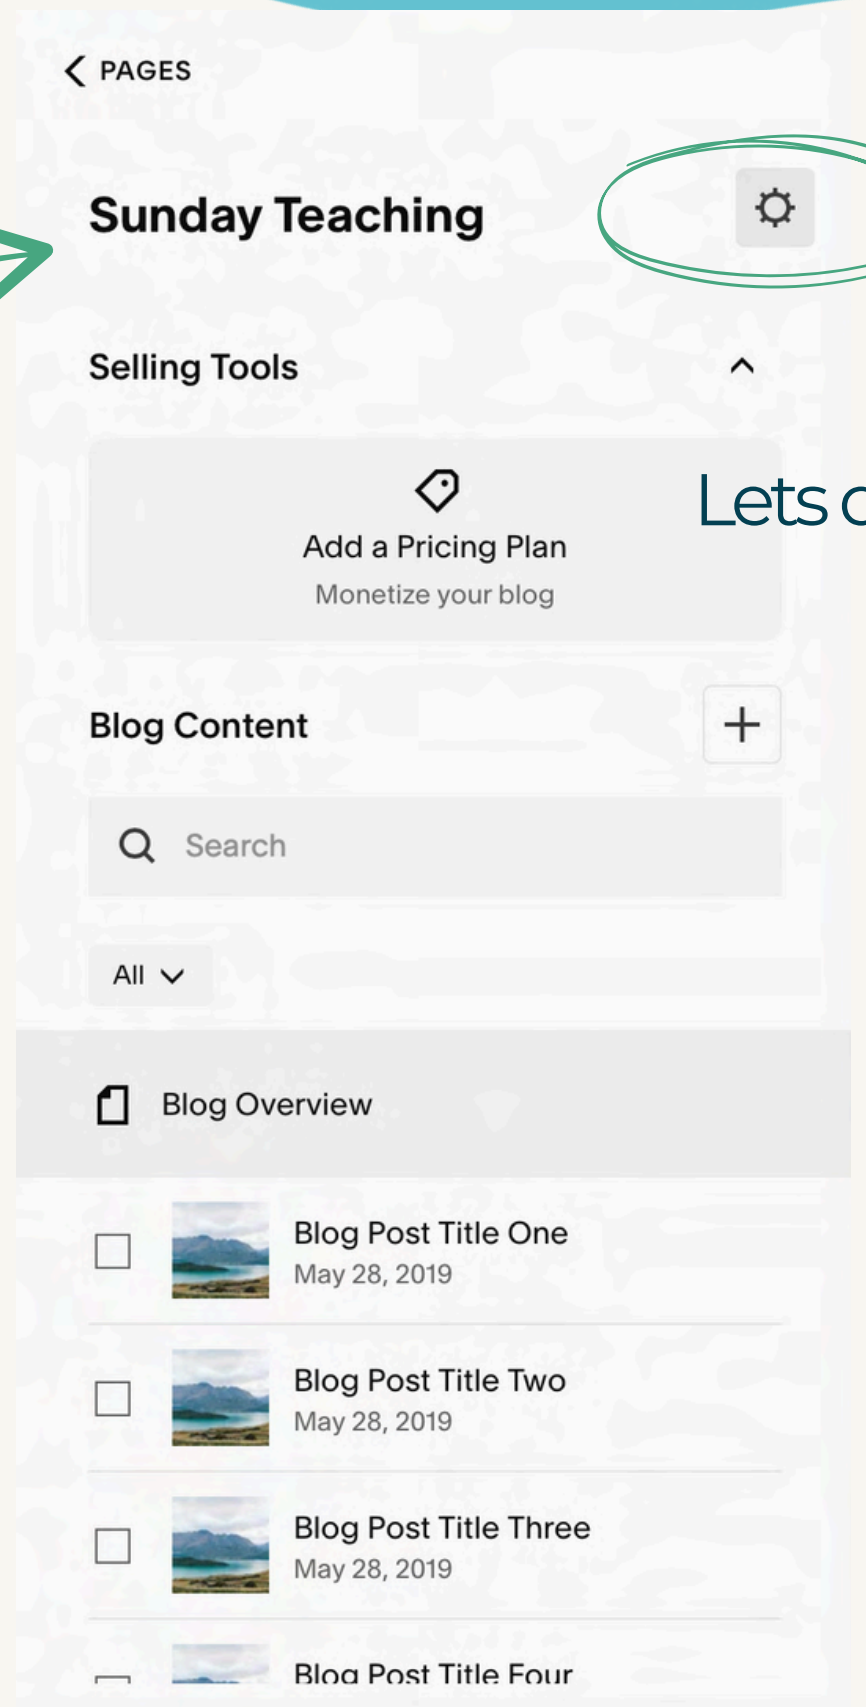 PAGES
Sunday Teaching
Selling Tools
Lets
Add a Pricing Plan
Monetize your blog
Blog Content
Search
All
Blog Overview
Blog Post Title One
May 28, 2019
Blog Post Title Two
May 28, 2019
Blog Post Title Three
May 28, 2019
Blog Post Title Four